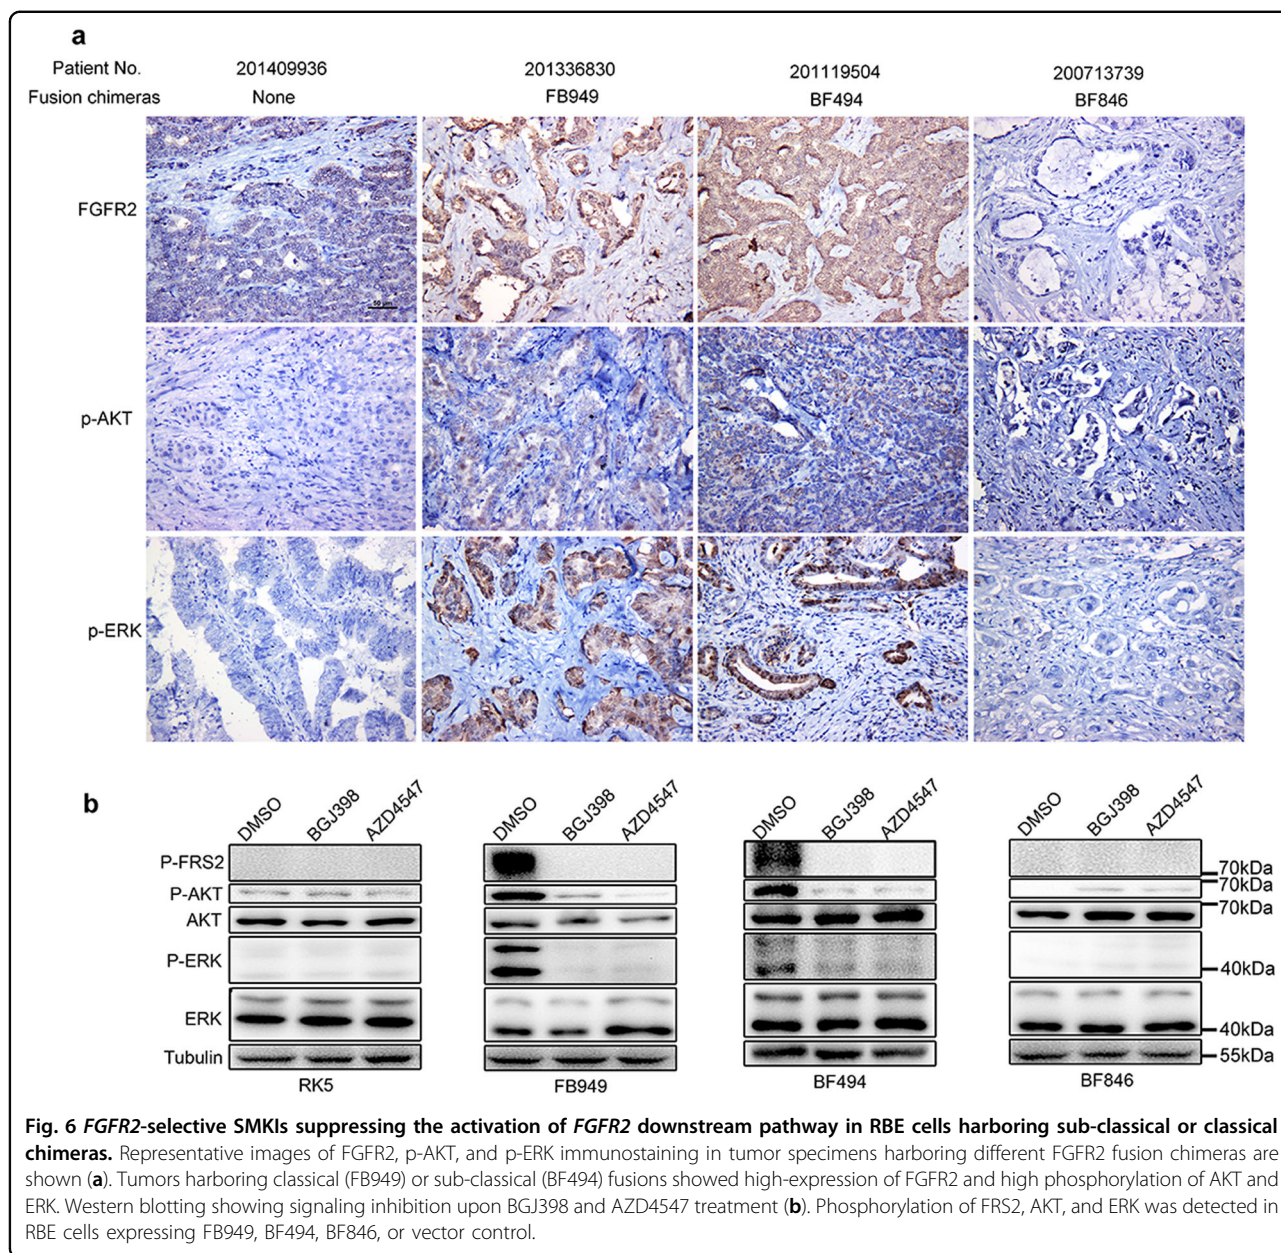 a
Patient No. 201409936 201336830 201119504 200713739
Fusion chimeras None FB949 BF494 BF846
FGFR2
50 μm
p-AKT
p-ERK
b
DMSO BGJ398 AZD4547 DMSO BGJ398 AZD4547 DMSO BGJ398 AZD4547 DMSO BGJ398 AZD4547
P-FRS2 70kDa
P-AKT 70kDa
AKT 70kDa
P-ERK 40kDa
ERK 40kDa
Tubulin 55kDa
RK5 FB949 BF494 BF846
Fig. 6 FGFR2-selective SMKIs suppressing the activation of FGFR2 downstream pathway in RBE cells harboring sub-classical or classical
chimeras. Representative images of FGFR2, p-AKT, and p-ERK immunostaining in tumor specimens harboring different FGFR2 fusion chimeras are
shown (a). Tumors harboring classical (FB949) or sub-classical (BF494) fusions showed high-expression of FGFR2 and high phosphorylation of AKT and
ERK. Western blotting showing signaling inhibition upon BGJ398 and AZD4547 treatment (b). Phosphorylation of FRS2, AKT, and ERK was detected in
RBE cells expressing FB949, BF494, BF846, or vector control.